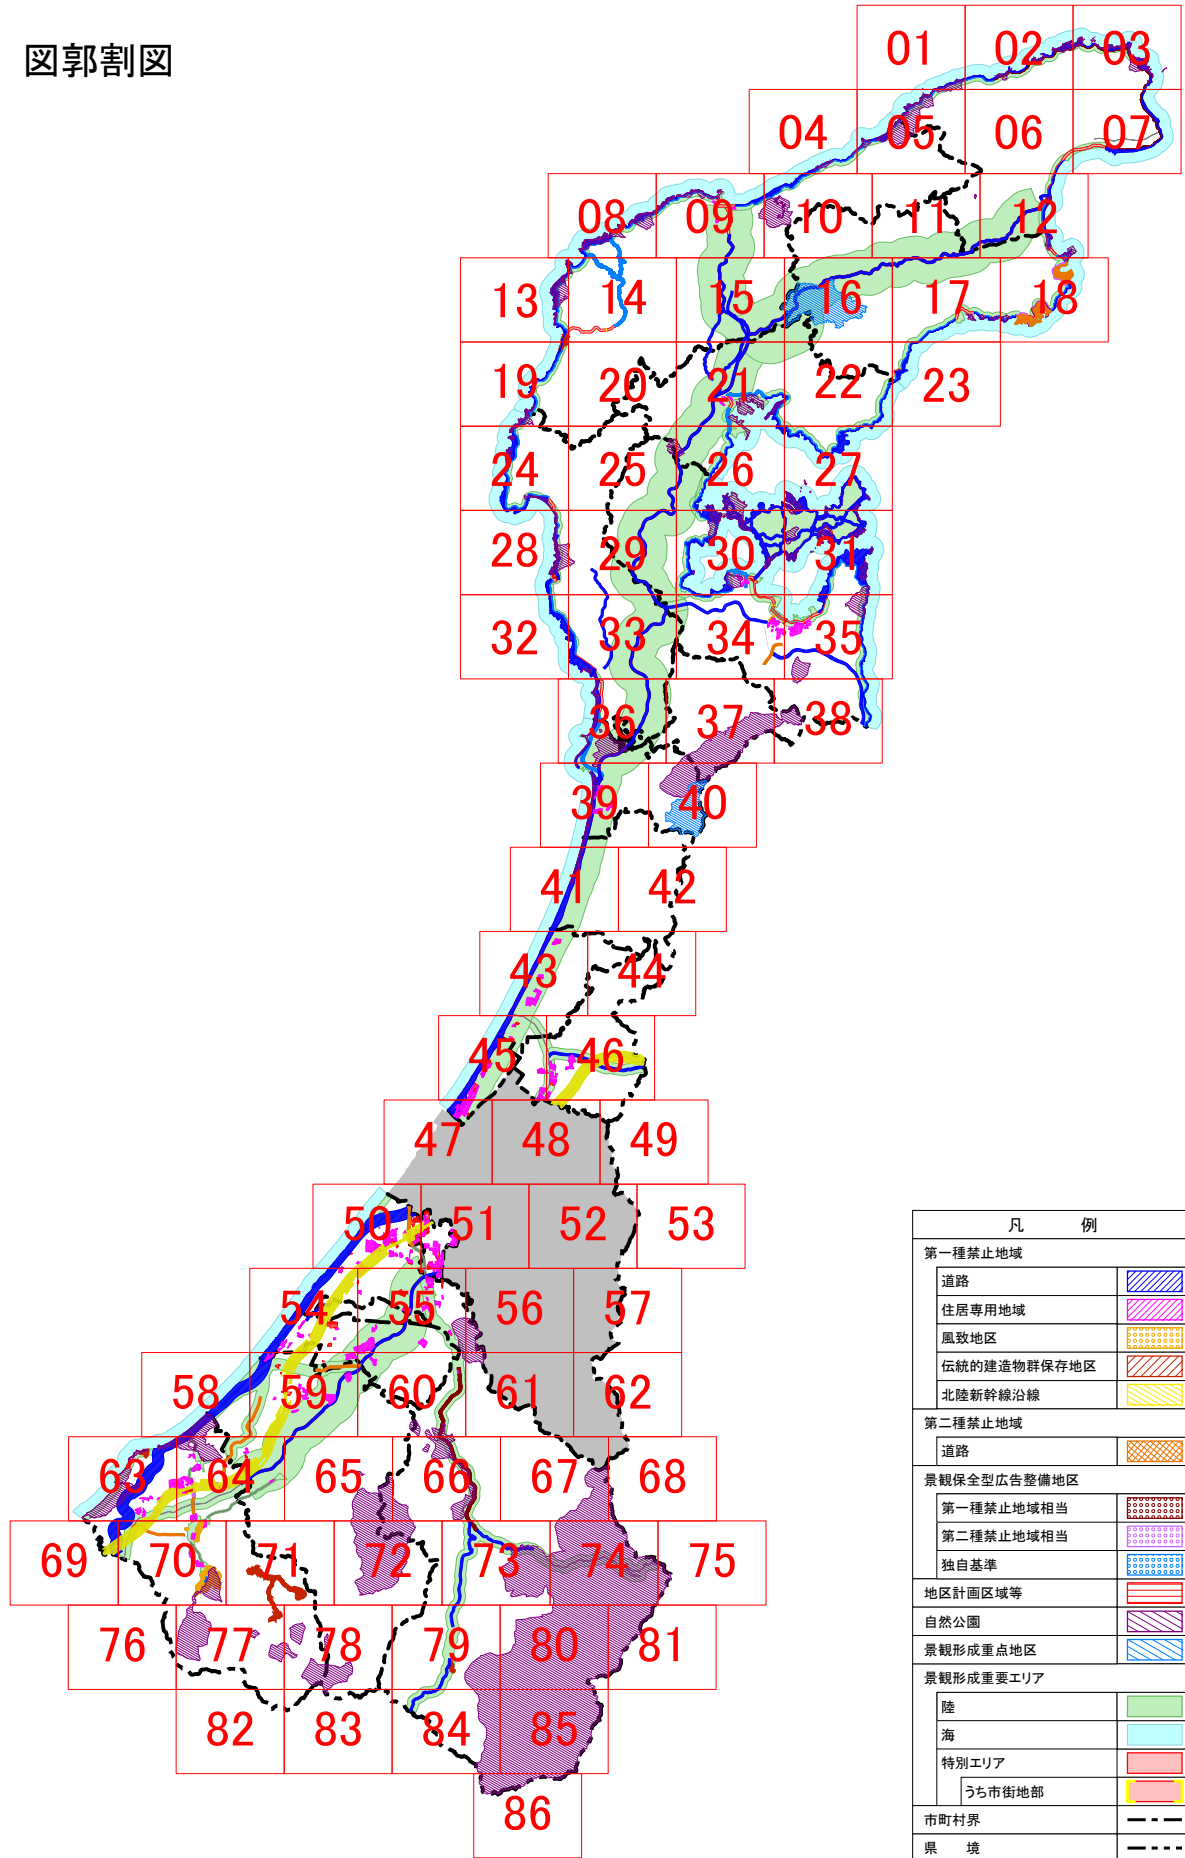 図郭割図
01 02 03
04 05 06 07
08 09 10 11 12
13 14 15 16 17 18
19 20 21 22 23
24 25 26 27
28 29 30 31
32 33 34 35
36 37 38
39 40
41 42
43 44
45 46
47 48 49
50 51 52 53
54 55 56 57
58 59 60 61 62
63 64 65 66 67 68
69 70 71 72 73 74 75
76 77 78 79 80 81
82 83 84 85
86
凡 例
第一種禁止地域
道路
住居専用地域
風致地区
伝統的建造物群保存地区
北陸新幹線沿線
第二種禁止地域
道路
景観保全型広告整備地区
第一種禁止地域相当
第二種禁止地域相当
独自基準
地区計画区域等
自然公園
景観形成重点地区
景観形成重要エリア
陸
海
特別エリア
うち市街地部
市町村界
県 境